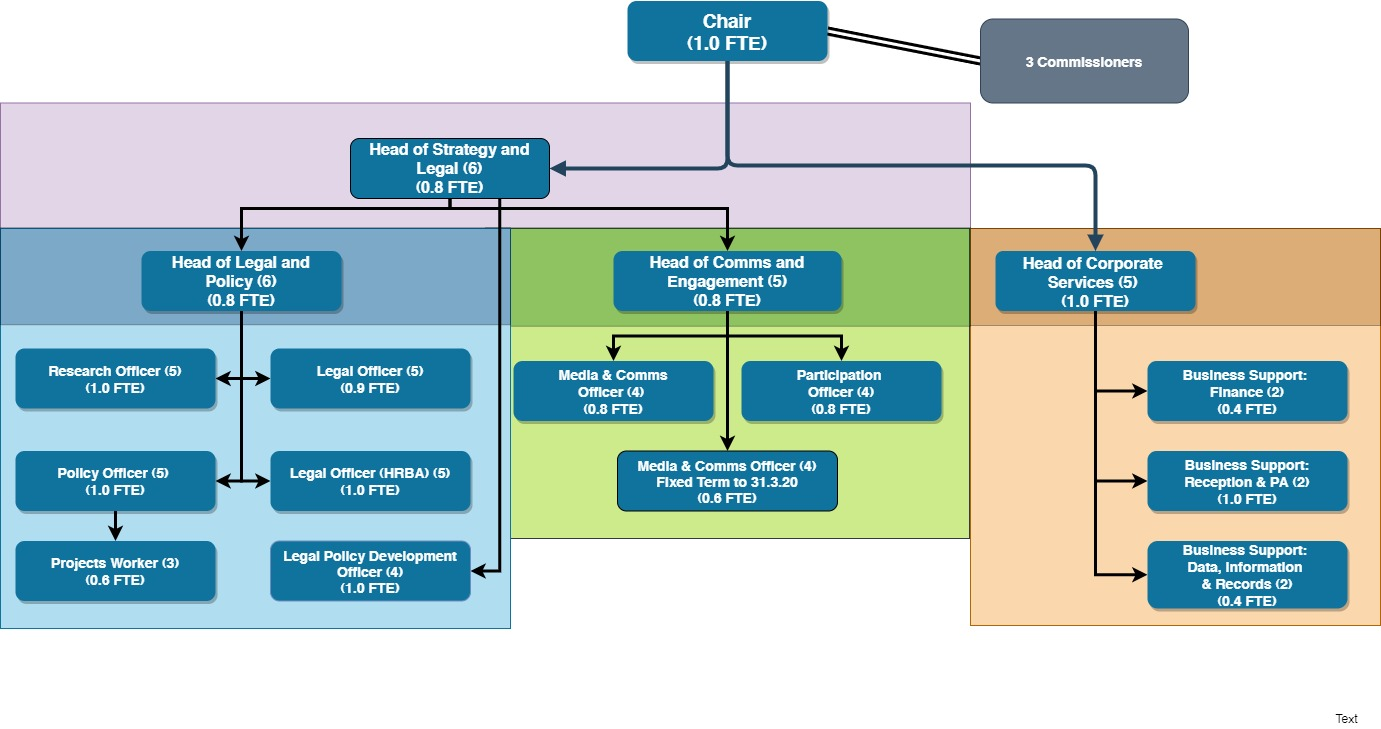 Chair
(1.0 FTE)
3 Commissioners
Head of Strategy and
Legal (6)
(0.8 FTE)
Head of Legal and
Policy (6)
(0.8 FTE)
Head of Comms and
Engagement (5)
(0.8 FTE)
Head of Corporate
Services (5)
(1.0 FTE)
Research Officer (5)
(1.0 FTE)
Legal Officer (5)
(0.9 FTE)
Media & Comms
Officer (4)
(0.8 FTE)
Participation
Officer (4)
(0.8 FTE)
Business Support:
Finance (2)
(0.4 FTE)
Policy Officer (5)
(1.0 FTE)
Legal Officer (HRBA) (5)
(1.0 FTE)
Media & Comms Officer (4)
Fixed Term to 31.3.20
(0.6 FTE)
Business Support:
Reception & PA (2)
(1.0 FTE)
Projects Worker (3)
(0.6 FTE)
Legal Policy Development
Officer (4)
(1.0 FTE)
Business Support:
Data, Information
& Records (2)
(0.4 FTE)
Text